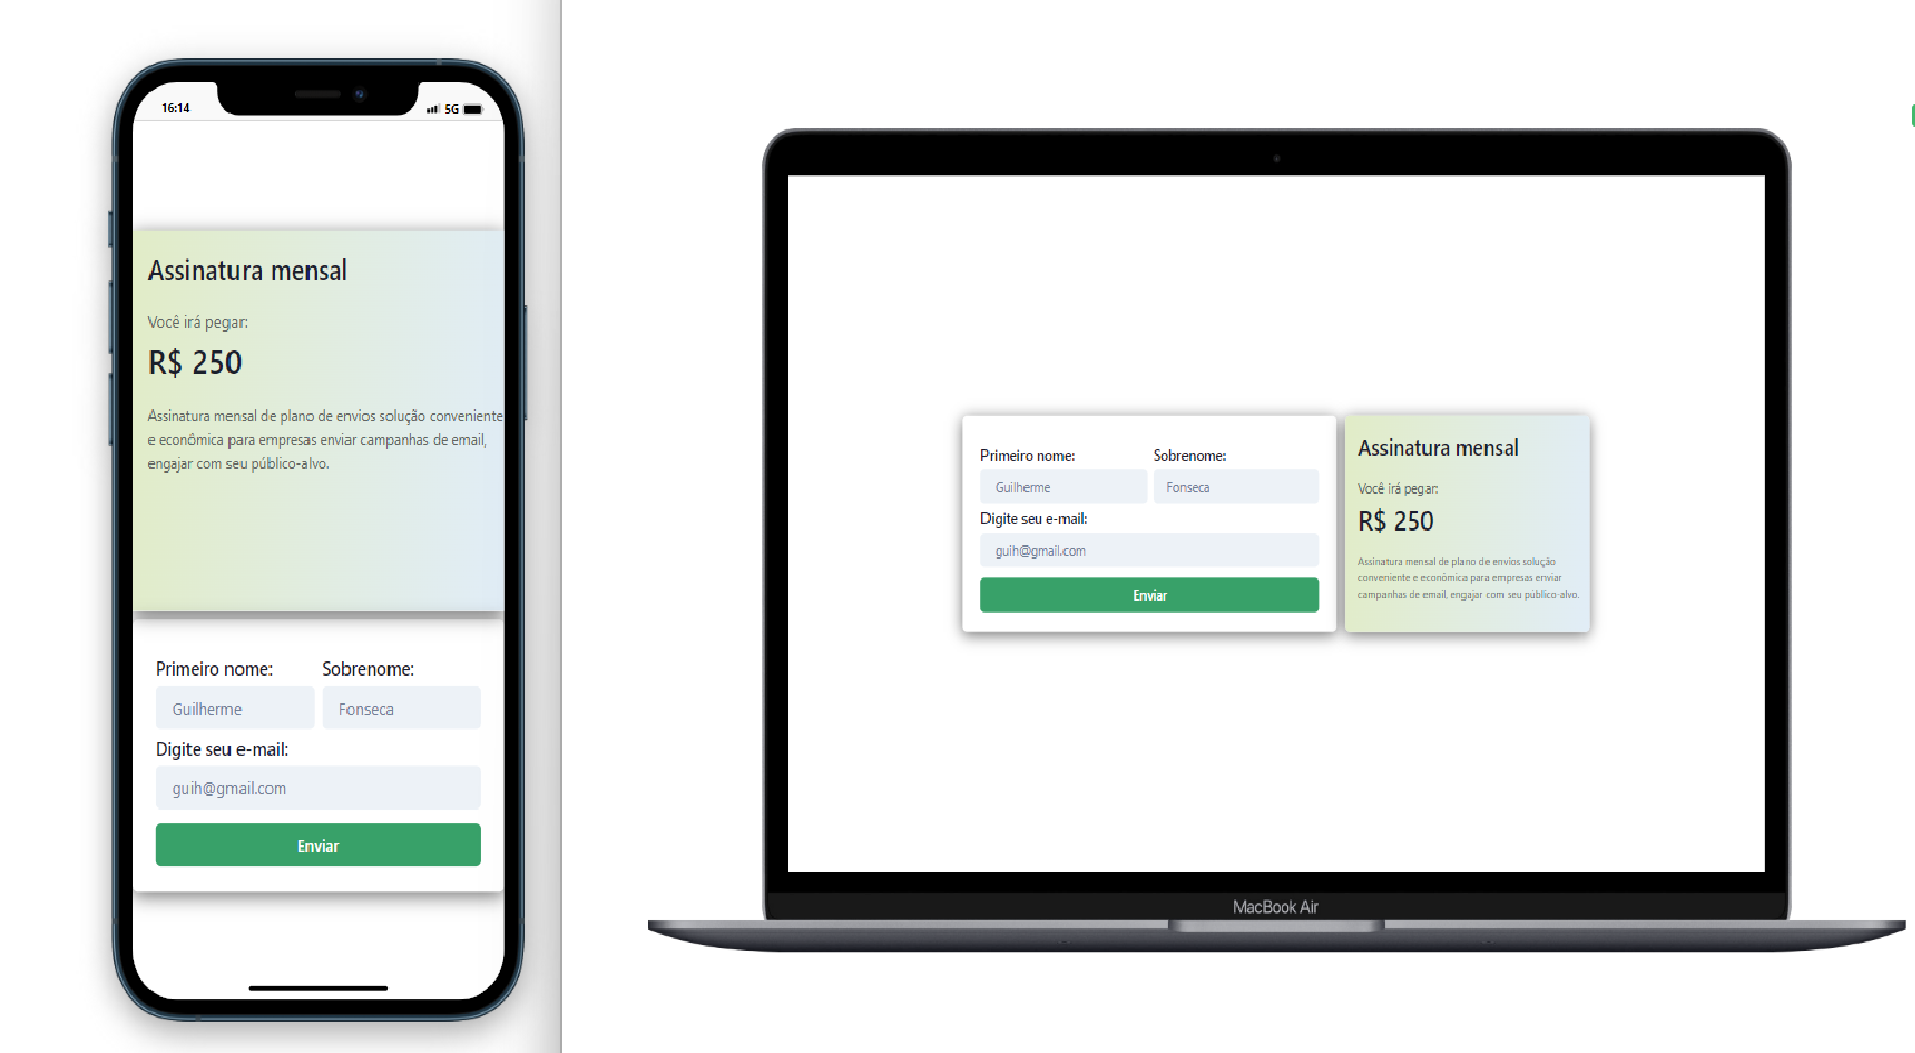 16:14
5G
Assinatura mensal
Você irá pegar:
R$ 250
Assinatura mensal de plano de envios solução conveniente
e econômica para empresas enviar campanhas de email,
engajar com seu público-alvo.
Primeiro nome: Sobrenome:
Guilherme Fonseca
Digite seu e-mail:
guih@gmail.com
Enviar
Primeiro nome: Sobrenome:
Guilherme Fonseca
Digite seu e-mail:
guih@gmail.com
Enviar
Assinatura mensal
Você irá pegar:
R$ 250
Assinatura mensal de plano de envios solução
conveniente e econômica para empresas enviar
campanhas de email, engajar com seu público-alvo.
MacBook Air